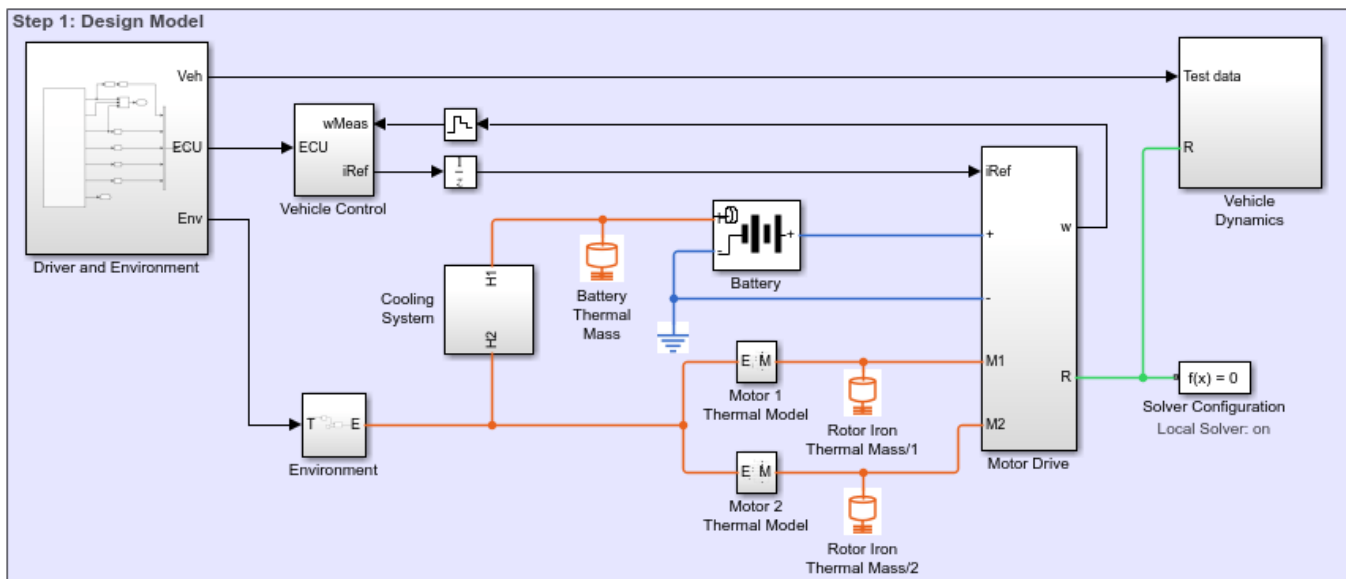 Step 1: Design Model
Veh
ECU
Env
Driver and Environment
wMeas
ECU
iRef
Vehicle Control
1
z
Test data
R
Vehicle
Dynamics
iRef
+
-
M1
M2
w
R
Motor Drive
H1
H2
Cooling
System
Battery
Thermal
Mass
-
+
Battery
T
E
Environment
E M
Motor 1
Thermal Model
Rotor Iron
Thermal Mass/1
E M
Motor 2
Thermal Model
Rotor Iron
Thermal Mass/2
f(x) = 0
Solver Configuration
Local Solver: on